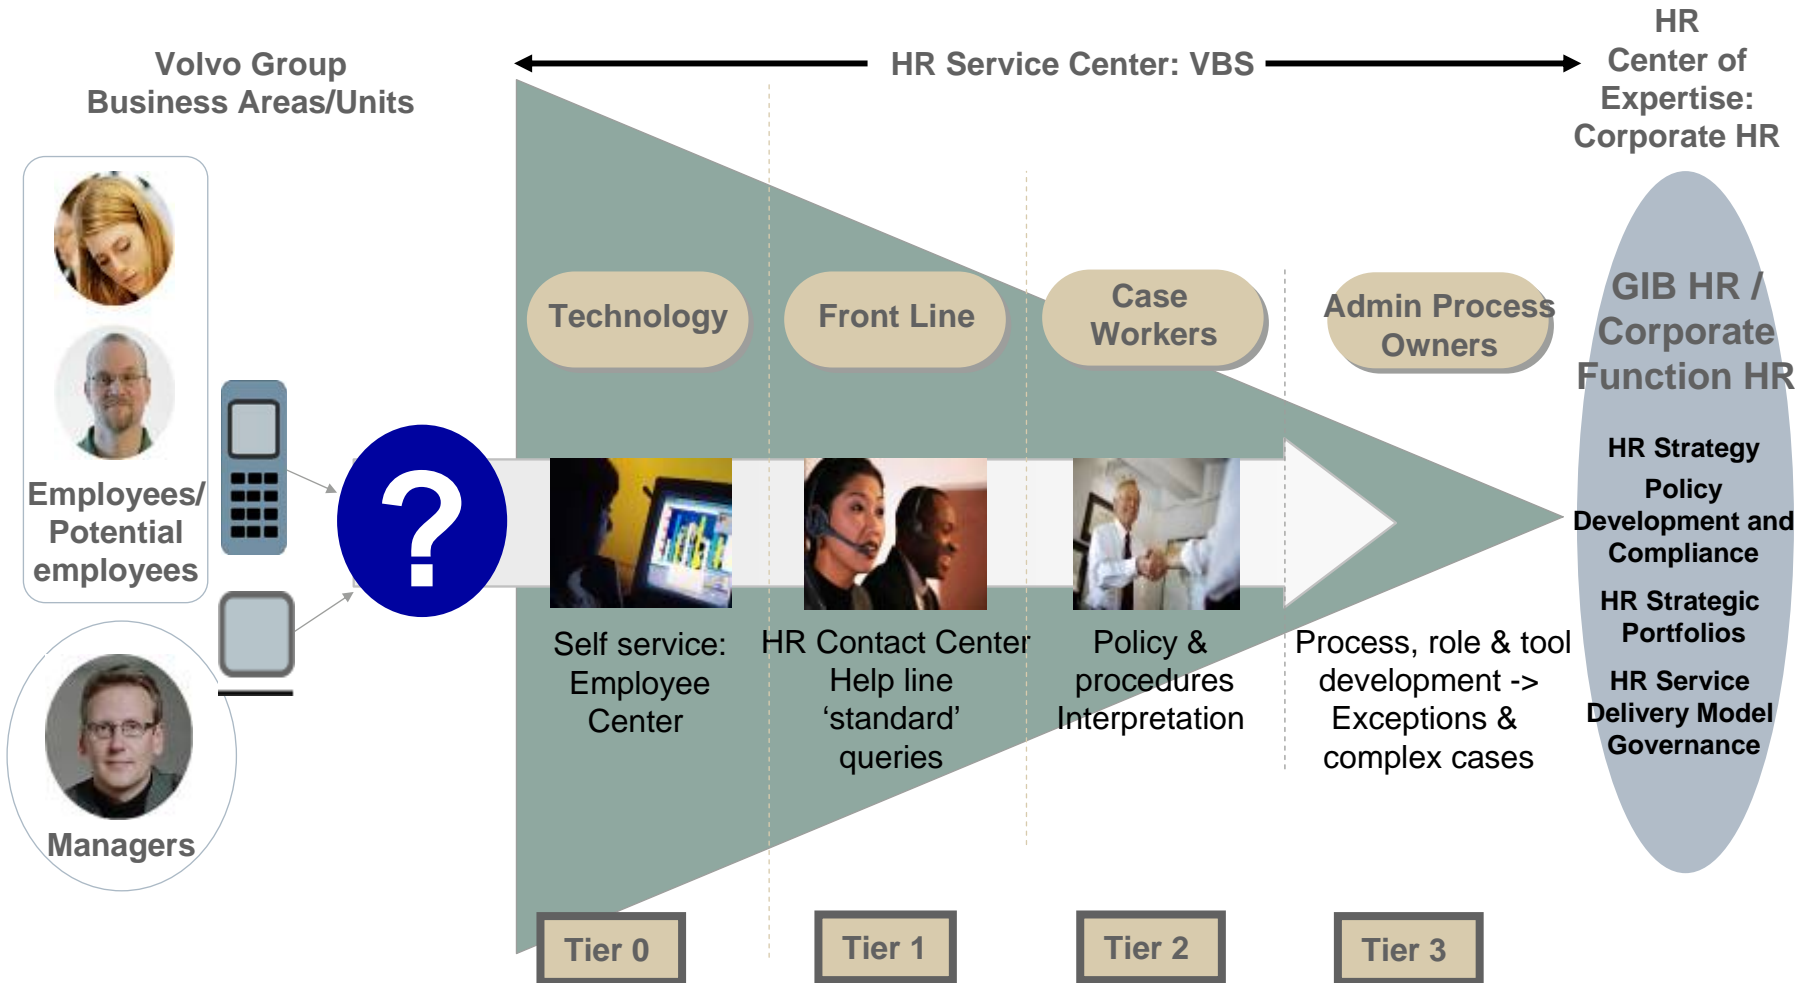 Volvo Group
Business Areas/Units
HR Service Center: VBS
HR
Center of
Expertise:
Corporate HR
Employees/
Potential
employees
Managers
?
Technology
Front Line
Case
Workers
Admin Process
Owners
Self service:
Employee
Center
HR Contact Center
Help line
‘standard’
queries
Policy &
procedures
Interpretation
Process, role & tool
development ->
Exceptions &
complex cases
GIB HR /
Corporate
Function HR
HR Strategy
Policy
Development and
Compliance
HR Strategic
Portfolios
HR Service
Delivery Model
Governance
Tier 0
Tier 1
Tier 2
Tier 3